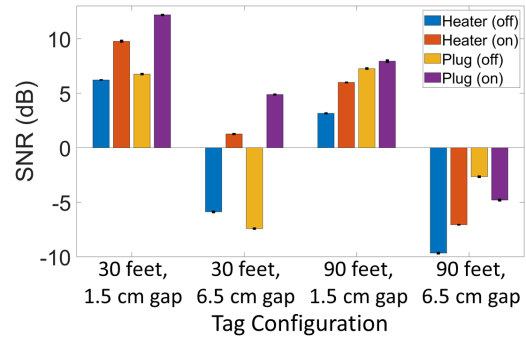 Heater (off)
Heater (on)
Plug (off)
Plug (on)
SNR (dB)
10
5
0
-5
-10
30 feet, 30 feet, 90 feet, 90 feet,
1.5 cm gap 6.5 cm gap 1.5 cm gap 6.5 cm gap
Tag Configuration